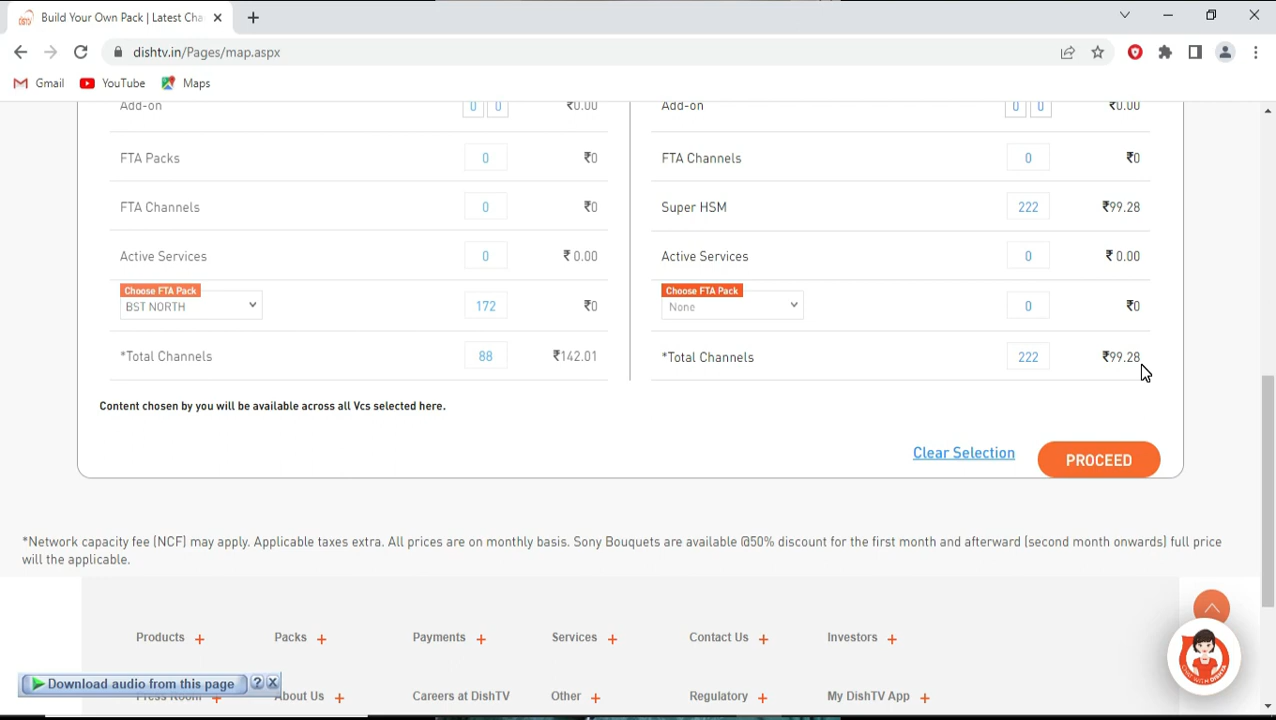 Build Your Own Pack | Latest Cha
dishtv.in/Pages/map.aspx
Gmail YouTube Maps
Add-on 0 0 ₹0.00 Add-on 0 0 ₹0.00
FTA Packs 0 ₹0 FTA Channels 0 ₹0
FTA Channels 0 ₹0 Super HSM 222 ₹99.28
Active Services 0 ₹ 0.00 Active Services 0 ₹ 0.00
Choose FTA Pack Choose FTA Pack
BST NORTH 172 ₹0 None 0 ₹0
*Total Channels 88 ₹142.01 *Total Channels 222 ₹99.28
Content chosen by you will be available across all Vcs selected here.
Clear Selection PROCEED
*Network capacity fee (NCF) may apply. Applicable taxes extra. All prices are on monthly basis. Sony Bouquets are available @50% discount for the first month and afterward (second month onwards) full price
will the applicable.
Products + Packs + Payments + Services + Contact Us + Investors +
Download audio from this page ? X
Press Room + About Us + Careers at DishTV Other + Regulatory + My DishTV App +